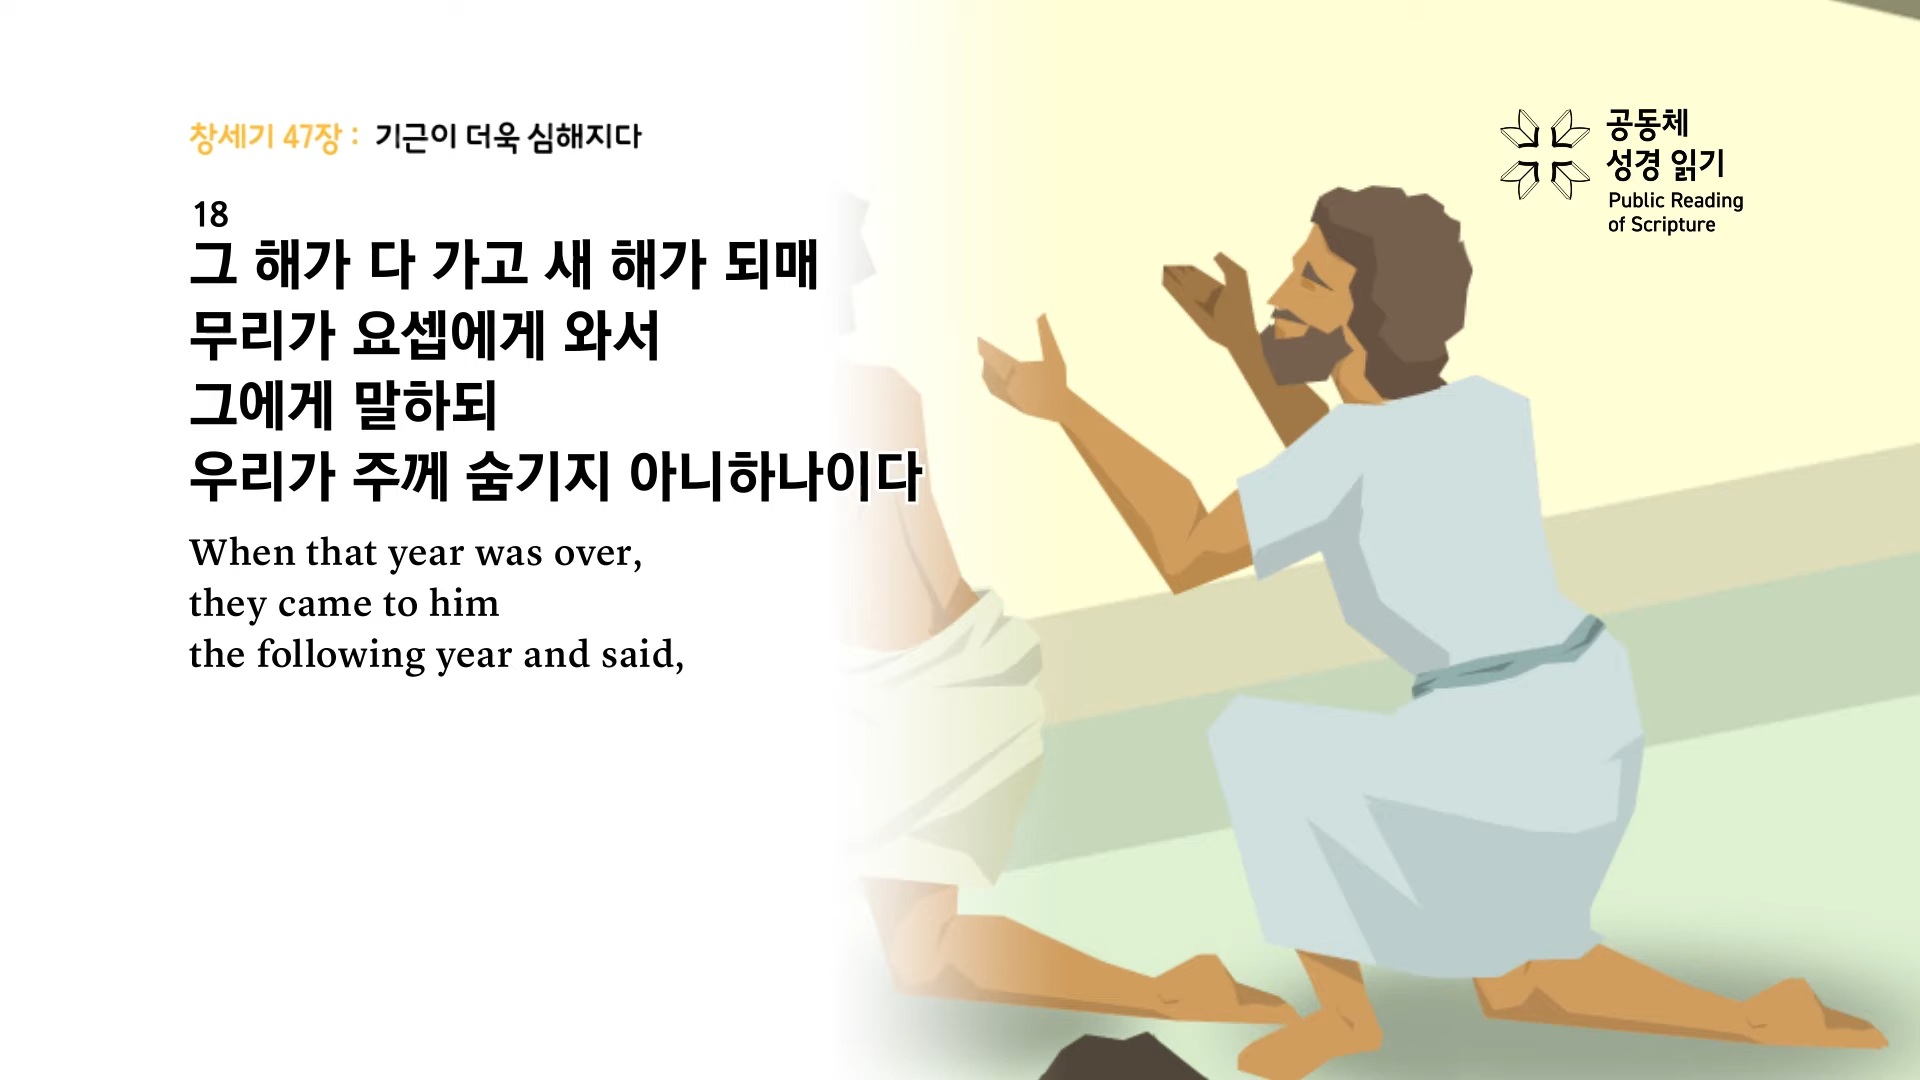 창세기 47장 : 기근이 더욱 심해지다
18
그 해가 다 가고 새 해가 되매
무리가 요셉에게 와서
그에게 말하되
우리가 주께 숨기지 아니하나이다
When that year was over,
they came to him
the following year and said,
공동체
성경 읽기
Public Reading
of Scripture